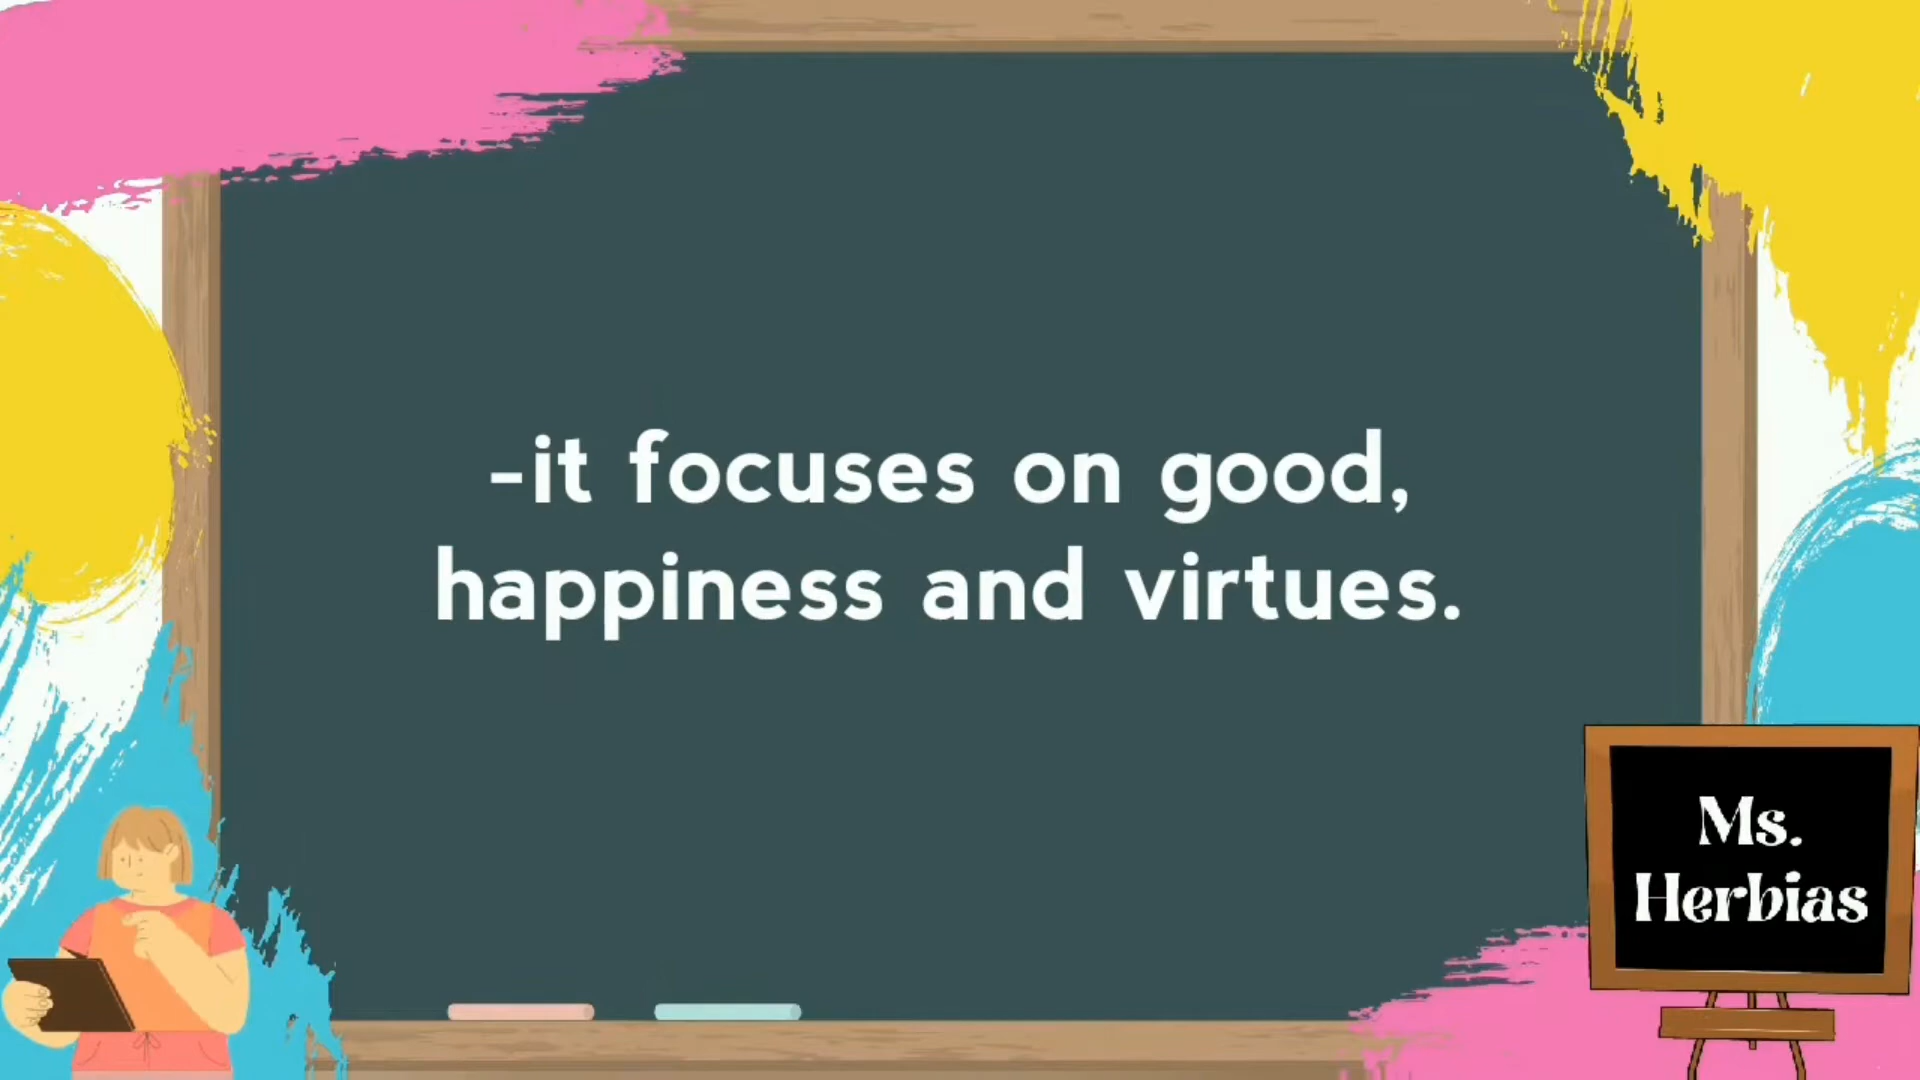 -it focuses on good,
happiness and virtues.
Ms.
Herbias